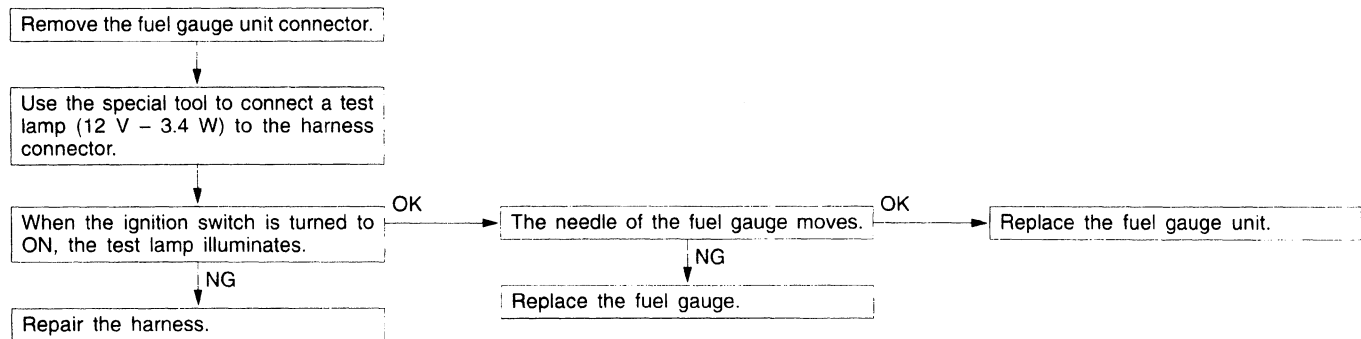 Remove the fuel gauge unit connector.
Use the special tool to connect a test
lamp (12 V – 3.4 W) to the harness
connector.
When the ignition switch is turned to
ON, the test lamp illuminates.
OK
The needle of the fuel gauge moves.
OK
Replace the fuel gauge unit.
NG
Repair the harness.
NG
Replace the fuel gauge.